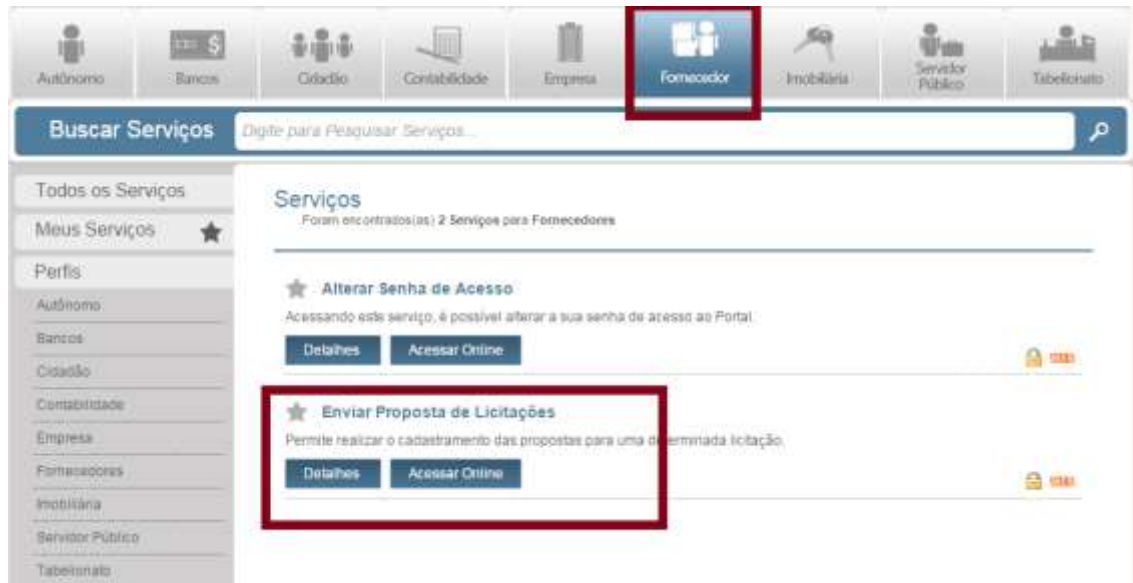 Autônomo
Bancos
Cidadão
Contabilidade
Empresa
Fornecedor
Imobiliária
Servidor
Público
Tabelionato
Buscar Serviços
Digite para Pesquisar Serviços...
Todos os Serviços
Meus Serviços
Perfis
Autônomo
Bancos
Cidadão
Contabilidade
Empresa
Fornecedores
Imobiliária
Servidor Público
Tabelionato
Serviços
Foram encontrados(as) 2 Serviços para Fornecedores
Alterar Senha de Acesso
Acessando este serviço, é possível alterar a sua senha de acesso ao Portal.
Detalhes
Acessar Online
Enviar Proposta de Licitações
Permite realizar o cadastramento das propostas para uma determinada licitação.
Detalhes
Acessar Online